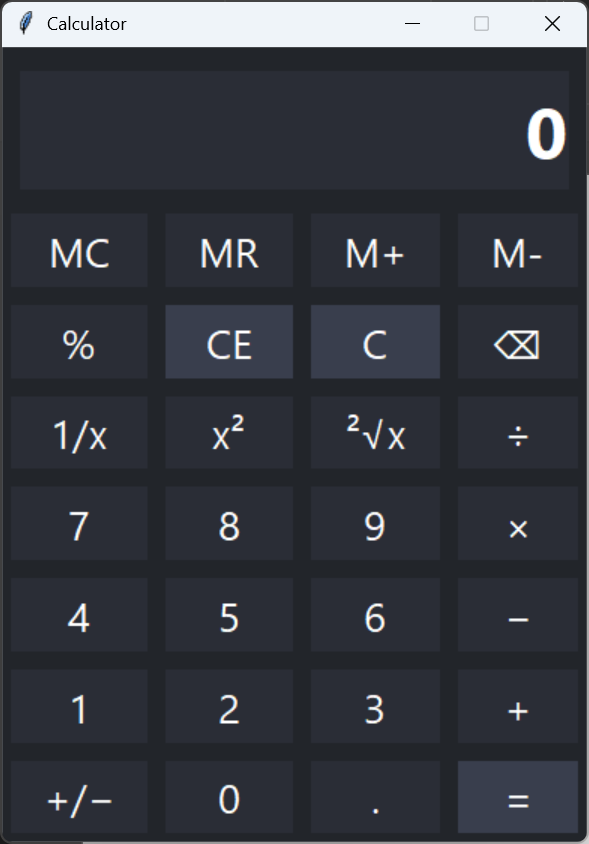 Calculator
0
MC MR M+ M-
% CE C ⌫
1/x x² ²√x ÷
7 8 9 ×
4 5 6 −
1 2 3 +
+/− 0 . =